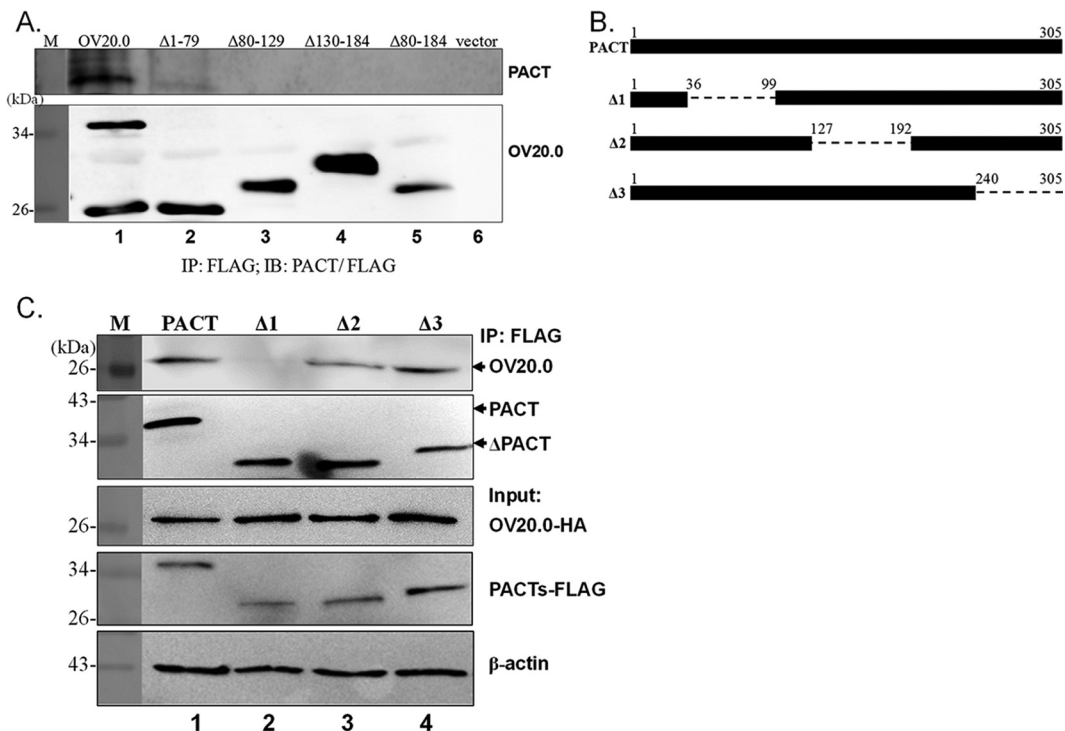 A.
M OV20.0 Δ1-79 Δ80-129 Δ130-184 Δ80-184 vector
PACT
(kDa)
34-
OV20.0
26-
1 2 3 4 5 6
IP: FLAG; IB: PACT/ FLAG
B.
1 305
PACT
1 36 99 305
Δ1
1 127 192 305
Δ2
1 240 305
Δ3
C.
M PACT Δ1 Δ2 Δ3
IP: FLAG
(kDa)
26-
OV20.0
43-
PACT
34-
ΔPACT
Input:
26-
OV20.0-HA
34-
PACTs-FLAG
26-
43-
β-actin
1 2 3 4